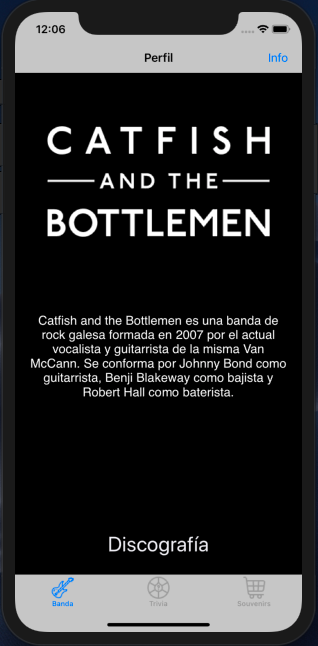 12:06
Perfil
Info
CATFISH
AND THE
BOTTLEMEN
Catfish and the Bottlemen es una banda de
rock galesa formada en 2007 por el actual
vocalista y guitarrista de la misma Van
McCann. Se conforma por Johnny Bond como
guitarrista, Benji Blakeway como bajista y
Robert Hall como baterista.
Discografía
Banda
Trivia
Souvenirs